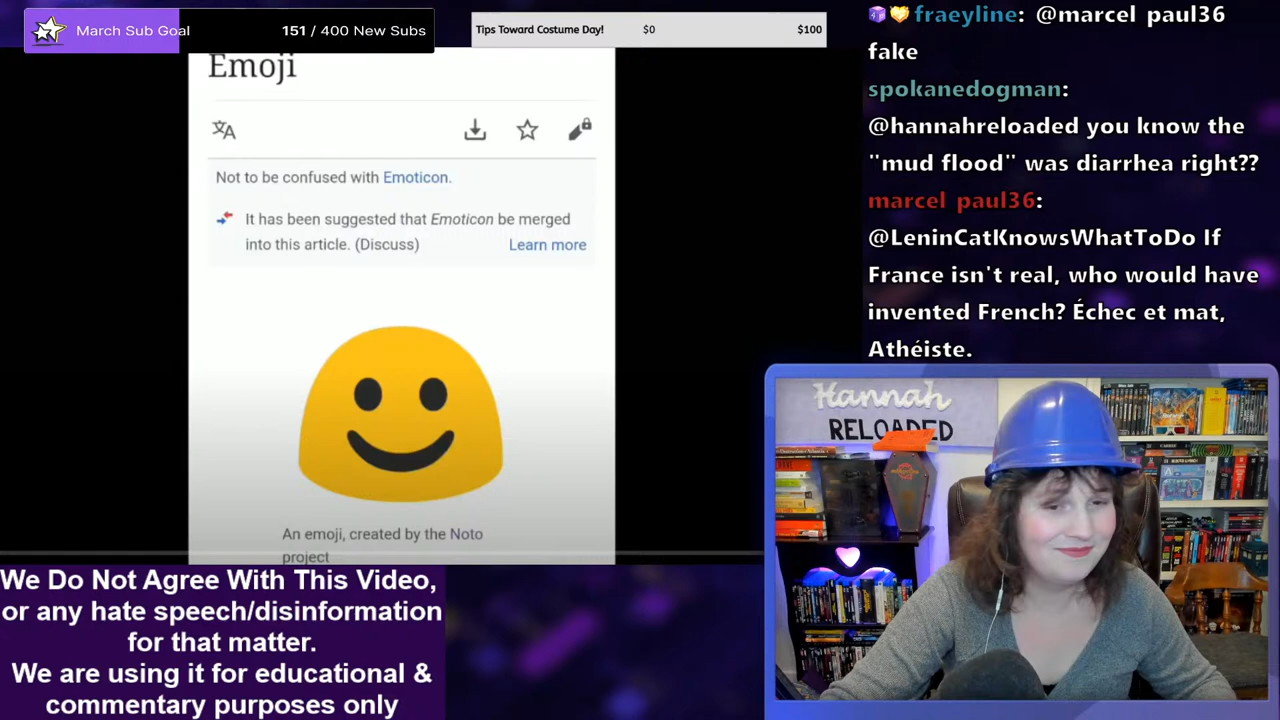 March Sub Goal
151 / 400 New Subs
Tips Toward Costume Day!
$0
$100
Emoji
Not to be confused with Emoticon.
It has been suggested that Emoticon be merged
into this article. (Discuss)
Learn more
An emoji, created by the Noto
project
We Do Not Agree With This Video,
or any hate speech/disinformation
for that matter.
We are using it for educational &
commentary purposes only
fraeyline: @marcel_paul36
fake
spokanedogman:
@hannahreloaded you know the
"mud flood" was diarrhea right??
marcel_paul36:
@LeninCatKnowsWhatToDo If
France isn't real, who would have
invented French? Échec et mat,
Athéiste.
Hannah
RELOADED